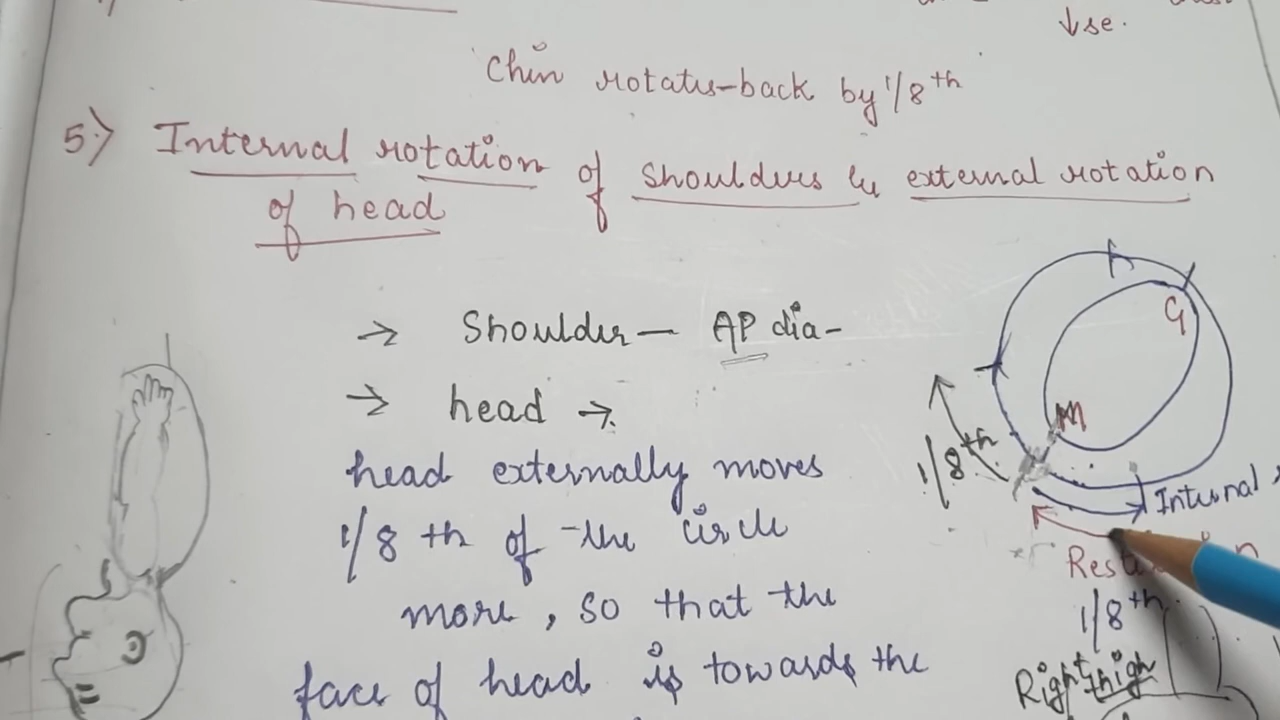 ↓se.
Chin rotates-back by 1/8th
5) Internal rotation of shoulders & external rotation
of head
→ Shoulder — AP dia-
→ head →
head externally moves
1/8th of the circle
more, so that the
face of head is towards the
G
M
1/8th
Internal
1/8th
Right thigh